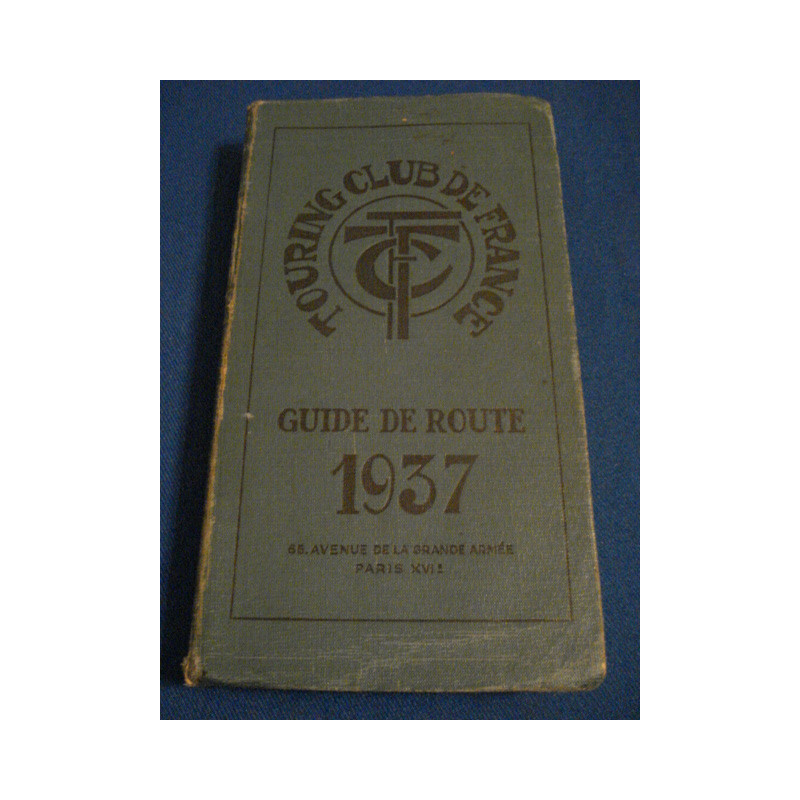 TOURING CLUB DE FRANCE
TCF
GUIDE DE ROUTE
1937
65, AVENUE DE LA GRANDE ARMÉE
PARIS XVIe